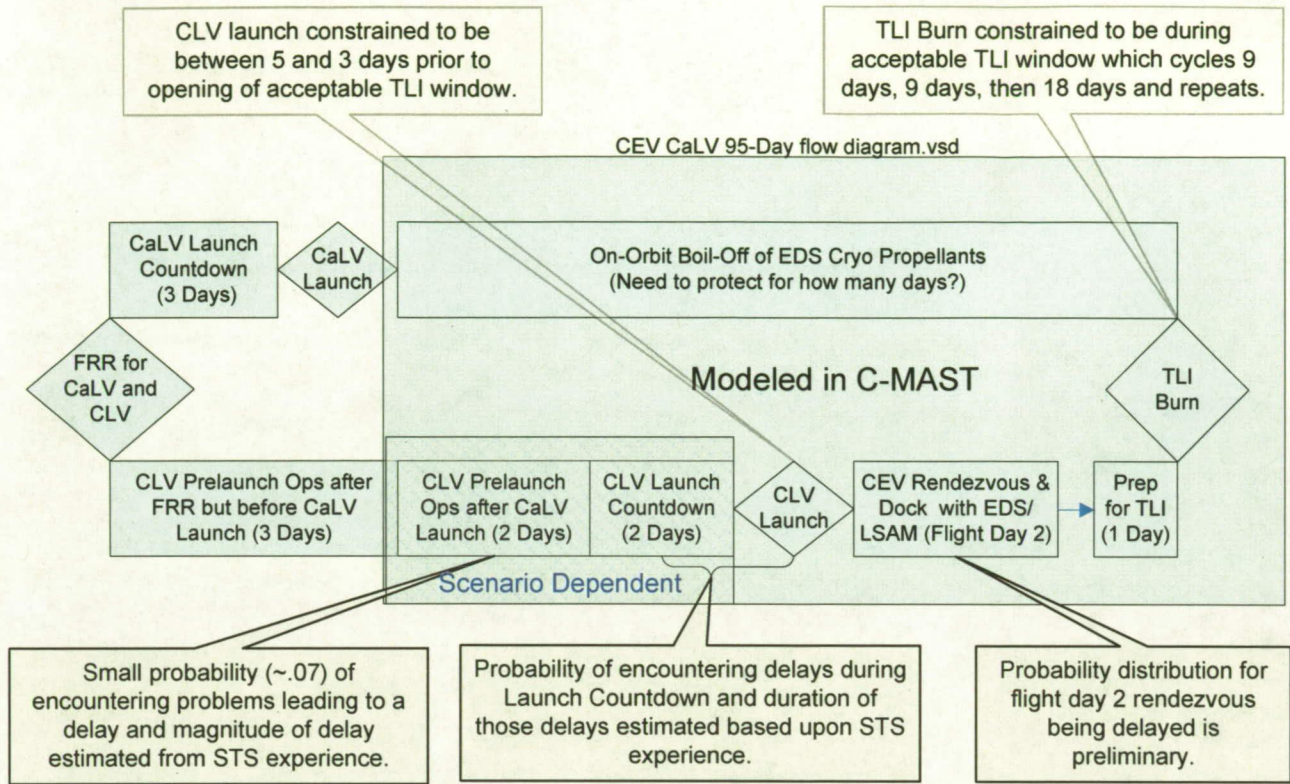 CLV launch constrained to be
between 5 and 3 days prior to
opening of acceptable TLI window.
TLI Burn constrained to be during
acceptable TLI window which cycles 9
days, 9 days, then 18 days and repeats.
CEV CaLV 95-Day flow diagram.vsd
CaLV Launch
Countdown
(3 Days)
CaLV
Launch
On-Orbit Boil-Off of EDS Cryo Propellants
(Need to protect for how many days?)
FRR for
CaLV and
CLV
Modeled in C-MAST
TLI
Burn
CLV Prelaunch Ops after
FRR but before CaLV
Launch (3 Days)
CLV Prelaunch
Ops after CaLV
Launch (2 Days)
CLV Launch
Countdown
(2 Days)
CLV
Launch
CEV Rendezvous &
Dock with EDS/
LSAM (Flight Day 2)
Prep
for TLI
(1 Day)
Scenario Dependent
Small probability (~.07) of
encountering problems leading to a
delay and magnitude of delay
estimated from STS experience.
Probability of encountering delays during
Launch Countdown and duration of
those delays estimated based upon STS
experience.
Probability distribution for
flight day 2 rendezvous
being delayed is
preliminary.